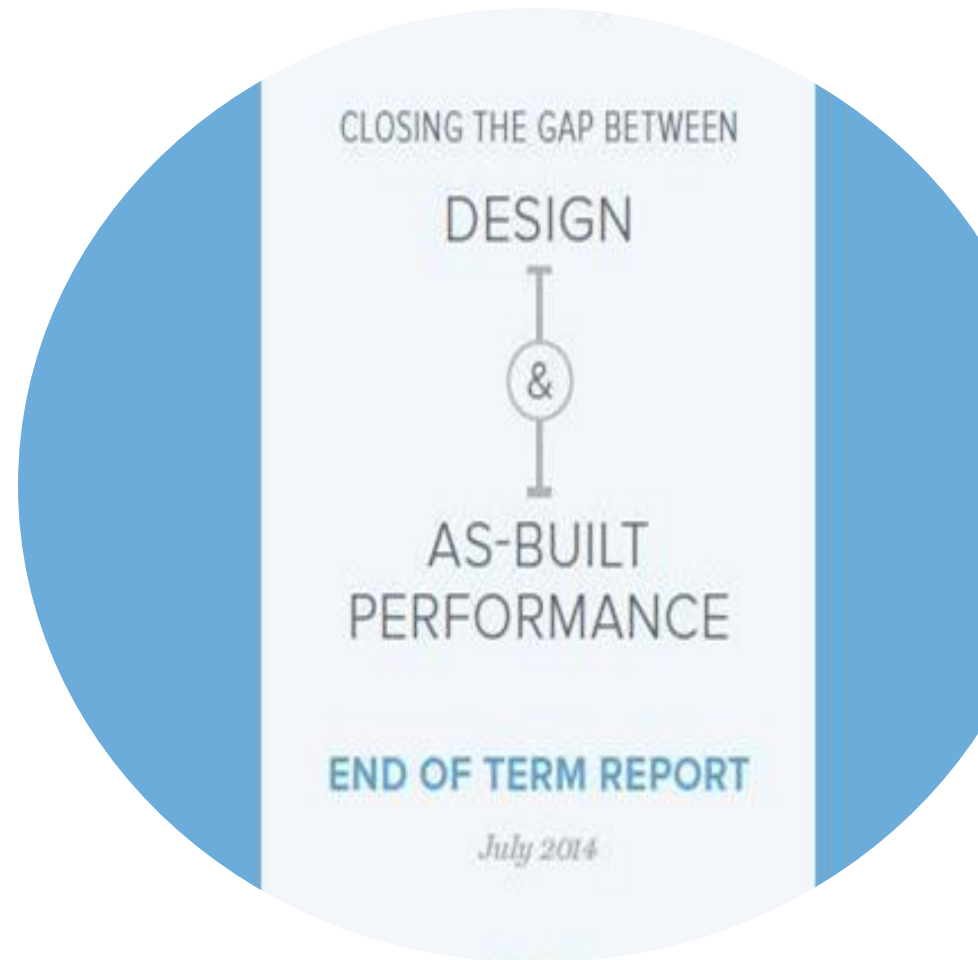 CLOSING THE GAP BETWEEN
DESIGN
&
AS-BUILT
PERFORMANCE
END OF TERM REPORT
July 2014